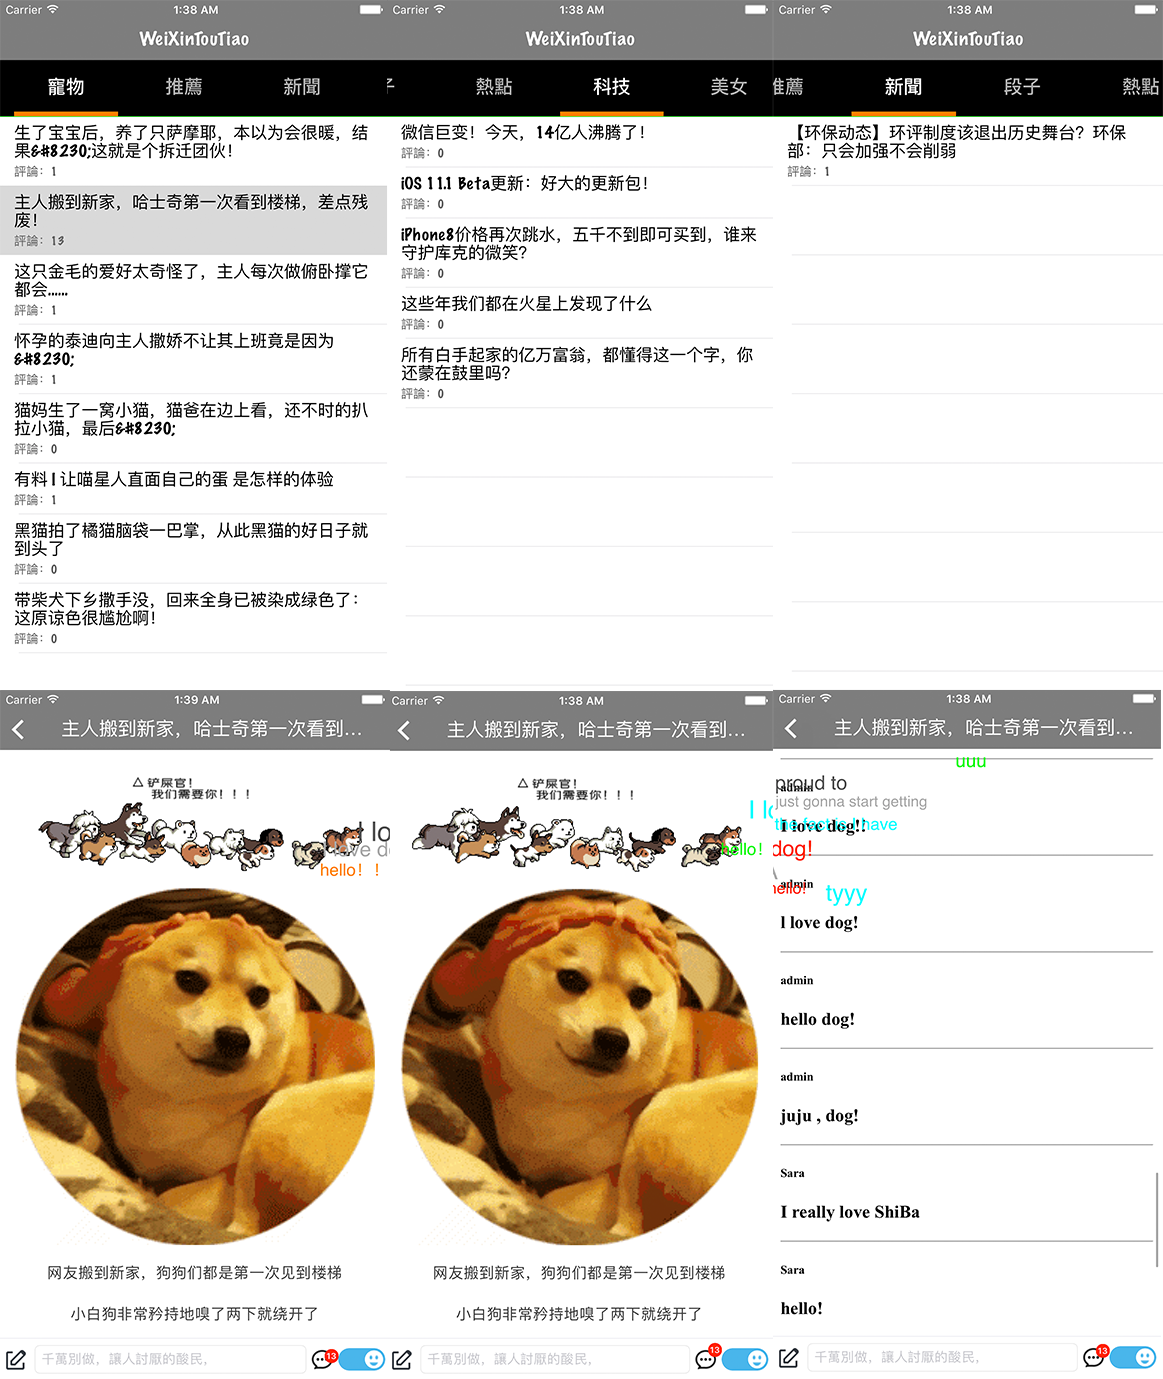 Carrier 1:38 AM
WeiXinTouTiao
寵物 推薦 新聞
生了宝宝后，养了只萨摩耶，本以为会很暖，结
果&#8230;这就是个拆迁团伙！
評論：1
主人搬到新家，哈士奇第一次看到楼梯，差点残
废！
評論：13
这只金毛的爱好太奇怪了，主人每次做俯卧撑它
都会……
評論：1
怀孕的泰迪向主人撒娇不让其上班竟是因为
&#8230;
評論：1
猫妈生了一窝小猫，猫爸在边上看，还不时的扒
拉小猫，最后&#8230;
評論：0
有料 | 让喵星人直面自己的蛋 是怎样的体验
評論：1
黑猫拍了橘猫脑袋一巴掌，从此黑猫的好日子就
到头了
評論：0
带柴犬下乡撒手没，回来全身已被染成绿色了：
这原谅色很尴尬啊！
評論：0
Carrier 1:38 AM
WeiXinTouTiao
子 熱點 科技 美女
微信巨变！今天，14亿人沸腾了！
評論：0
iOS 11.1 Beta更新：好大的更新包！
評論：0
iPhone8价格再次跳水，五千不到即可买到，谁来
守护库克的微笑？
評論：0
这些年我们都在火星上发现了什么
評論：0
所有白手起家的亿万富翁，都懂得这一个字，你
还蒙在鼓里吗？
評論：0
Carrier 1:38 AM
WeiXinTouTiao
推薦 新聞 段子 熱點
【环保动态】环评制度该退出历史舞台？环保
部：只会加强不会削弱
評論：1
Carrier 1:39 AM
主人搬到新家，哈士奇第一次看到...
铲屎官！
我们需要你！！！
I lo
love do
hello！！
网友搬到新家，狗狗们都是第一次见到楼梯
小白狗非常矜持地嗅了两下就绕开了
千萬別做，讓人討厭的酸民，
13
Carrier 1:38 AM
主人搬到新家，哈士奇第一次看到...
铲屎官！
我们需要你！！！
I lo
hello!
网友搬到新家，狗狗们都是第一次见到楼梯
小白狗非常矜持地嗅了两下就绕开了
千萬別做，讓人討厭的酸民，
13
Carrier 1:38 AM
主人搬到新家，哈士奇第一次看到...
uuu
proud to
admin
just gonna start getting
the fact is I have
I love dog!!
dog!
admin
hello!
tyyy
l love dog!
admin
hello dog!
admin
juju , dog!
Sara
I really love ShiBa
Sara
hello!
千萬別做，讓人討厭的酸民，
13